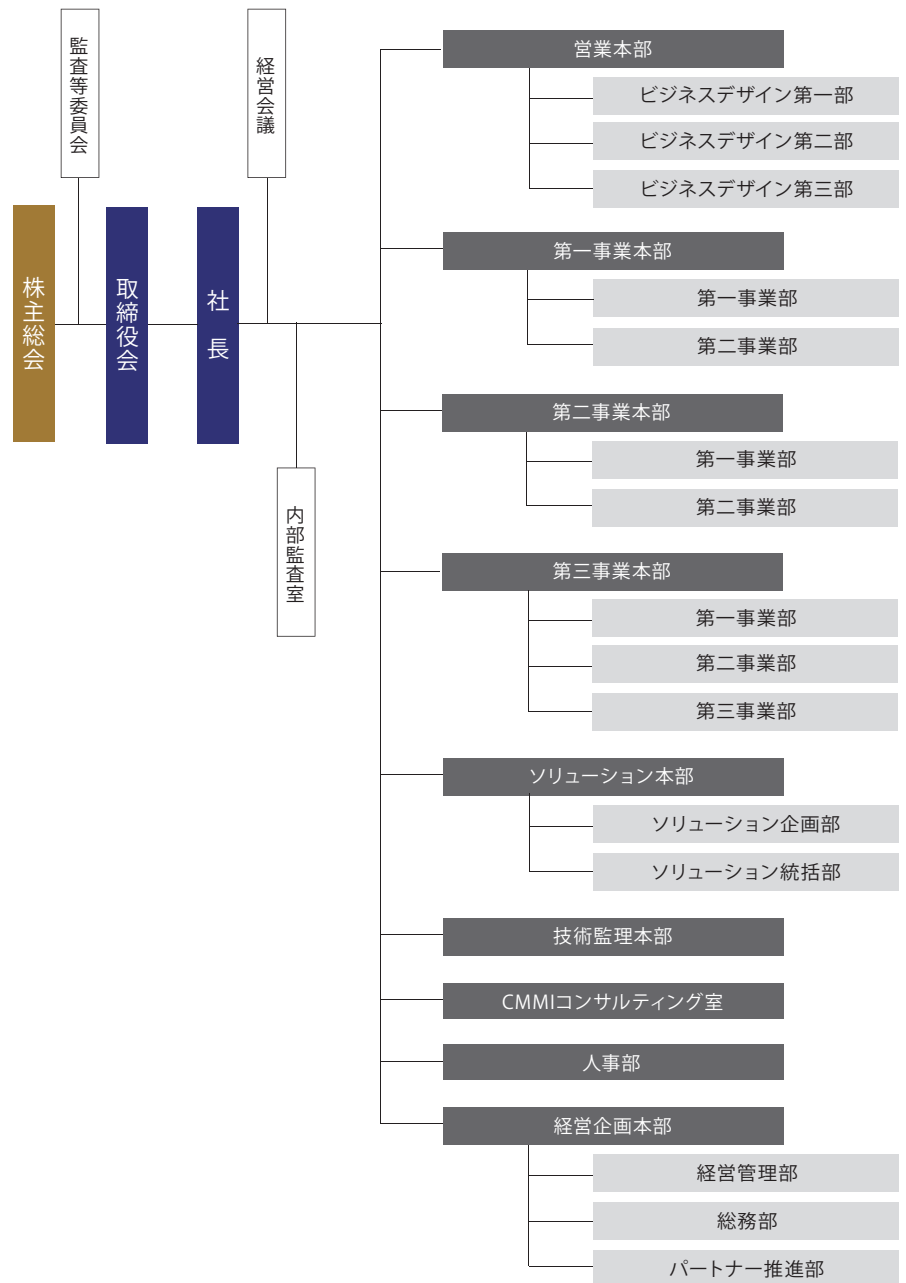 監査等委員会
経営会議
株主総会
取締役会
社長
内部監査室
営業本部
ビジネスデザイン第一部
ビジネスデザイン第二部
ビジネスデザイン第三部
第一事業本部
第一事業部
第二事業部
第二事業本部
第一事業部
第二事業部
第三事業本部
第一事業部
第二事業部
第三事業部
ソリューション本部
ソリューション企画部
ソリューション統括部
技術監理本部
CMMIコンサルティング室
人事部
経営企画本部
経営管理部
総務部
パートナー推進部